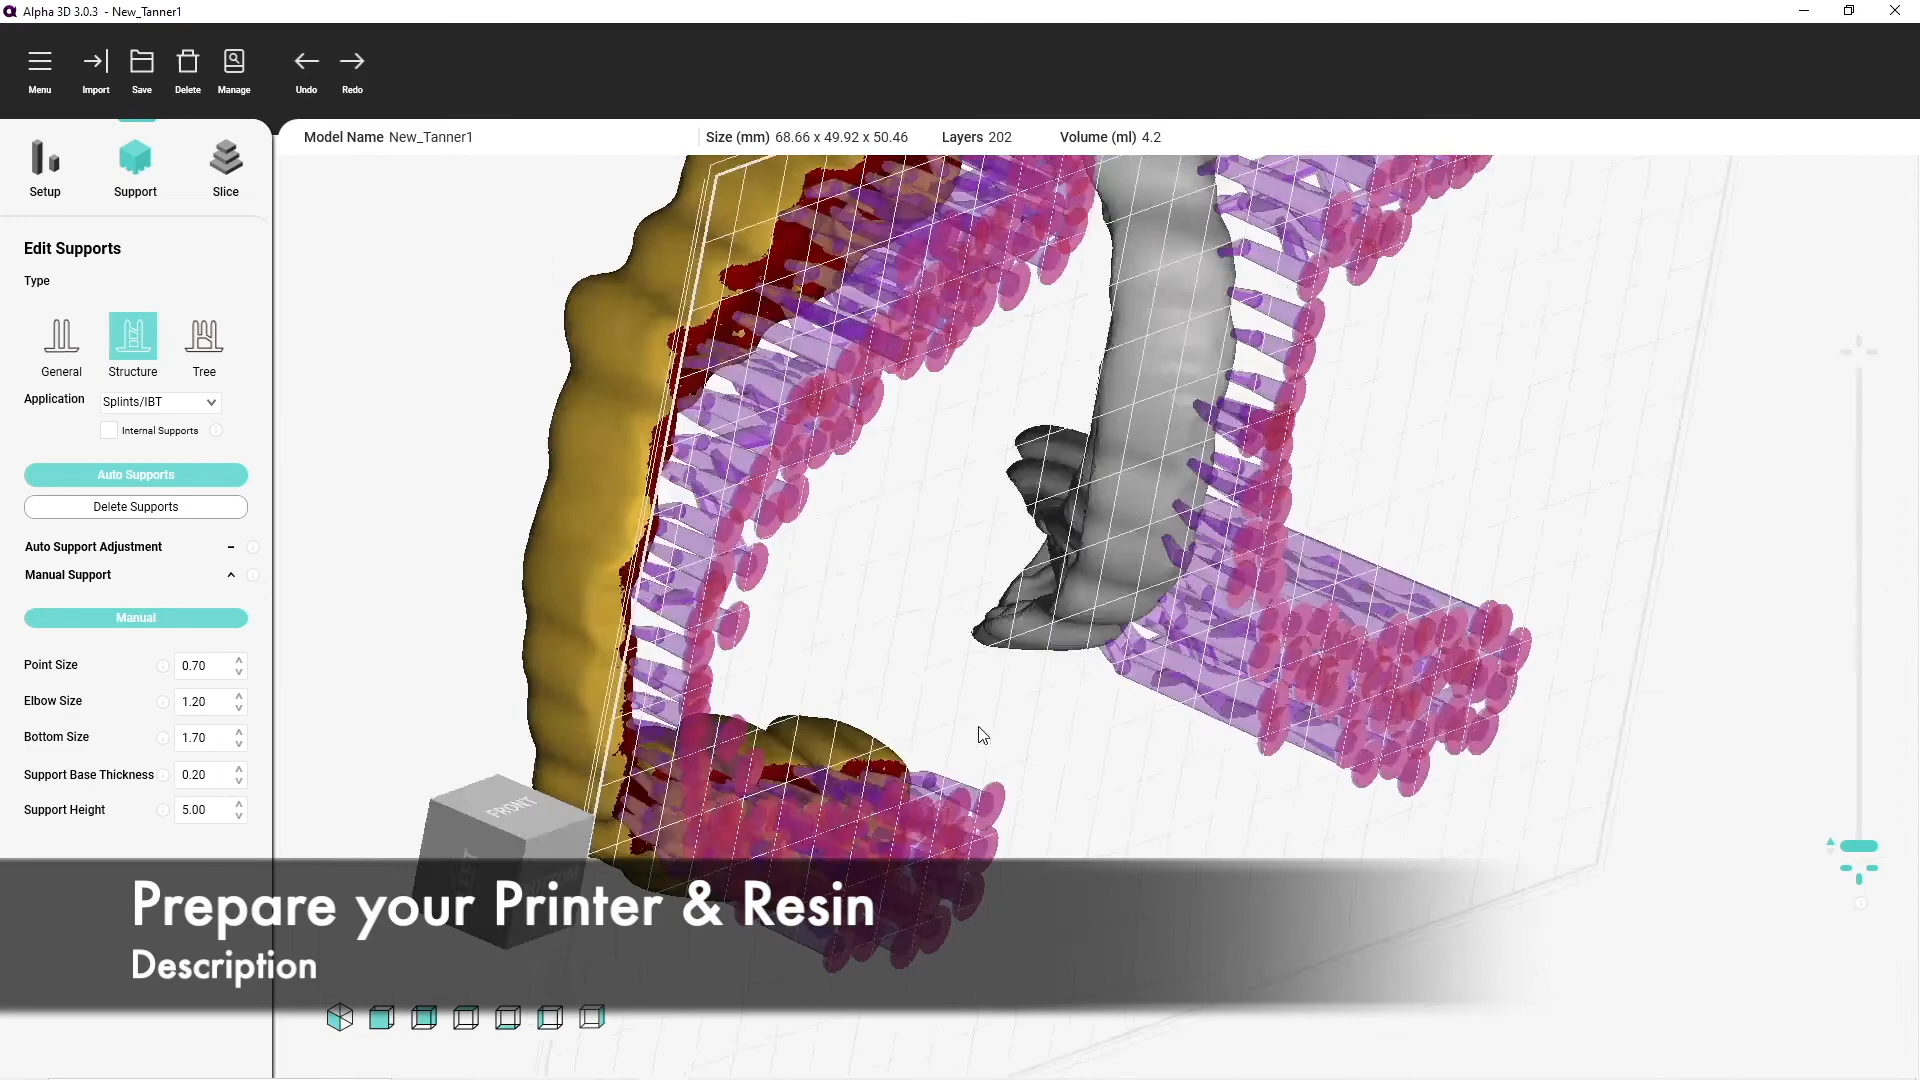 Alpha 3D 3.0.3 - New_Tanner1
Menu Import Save Delete Manage Undo Redo
Model Name New_Tanner1 Size (mm) 68.66 x 49.92 x 50.46 Layers 202 Volume (ml) 4.2
Setup Support Slice
Edit Supports
Type
General Structure Tree
Application Splints/IBT
Internal Supports
Auto Supports
Delete Supports
Auto Support Adjustment
Manual Support
Manual
Point Size 0.70
Elbow Size 1.20
Bottom Size 1.70
Support Base Thickness 0.20
Support Height 5.00
FRONT
Prepare your Printer & Resin
Description